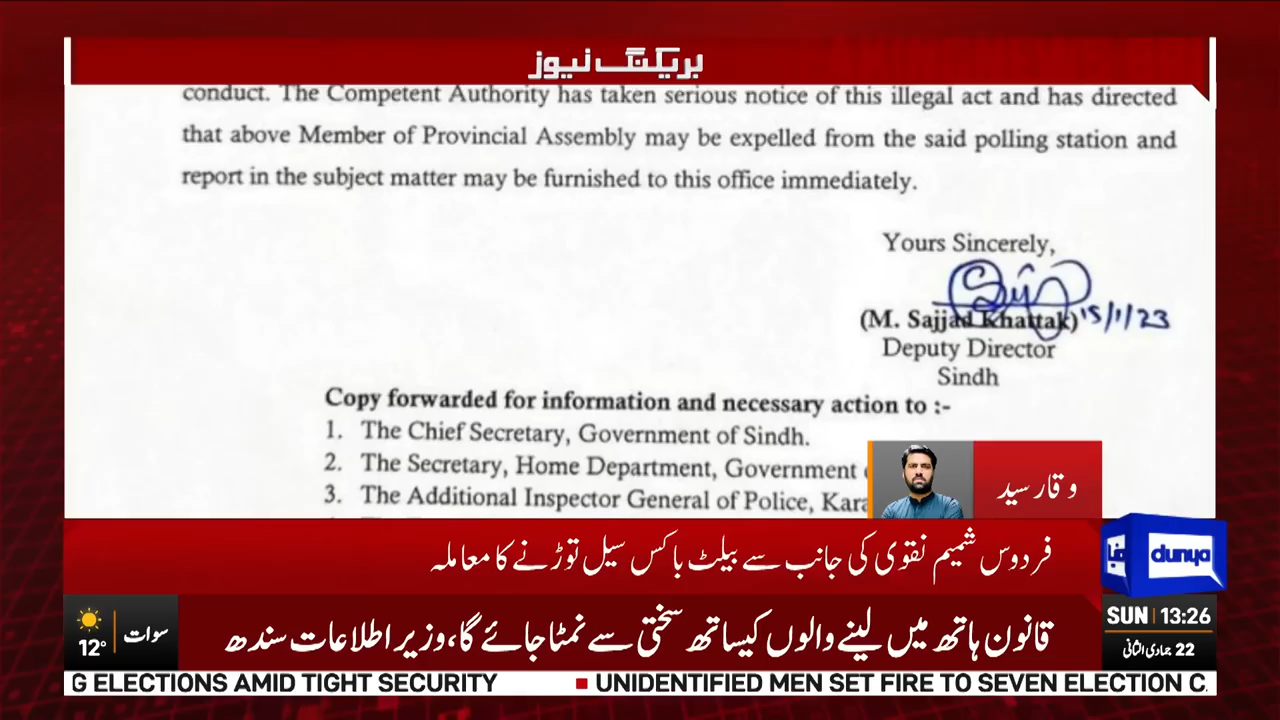 بریکنگ نیوز
conduct. The Competent Authority has taken serious notice of this illegal act and has directed
that above Member of Provincial Assembly may be expelled from the said polling station and
report in the subject matter may be furnished to this office immediately.
Yours Sincerely,
15/1/23
(M. Sajjad Khattak)
Deputy Director
Sindh
Copy forwarded for information and necessary action to :-
1. The Chief Secretary, Government of Sindh.
2. The Secretary, Home Department, Government
3. The Additional Inspector General of Police, Kara
وقار سید
فردوس شمیم نقوی کی جانب سے بیلٹ باکس سیل توڑنے کا معاملہ
dunya
قانون ہاتھ میں لینے والوں کیساتھ سختی سے نمٹا جائے گا، وزیر اطلاعات سندھ
سوات
12°
SUN 13:26
22 جمادی الثانی
G ELECTIONS AMID TIGHT SECURITY
UNIDENTIFIED MEN SET FIRE TO SEVEN ELECTION C